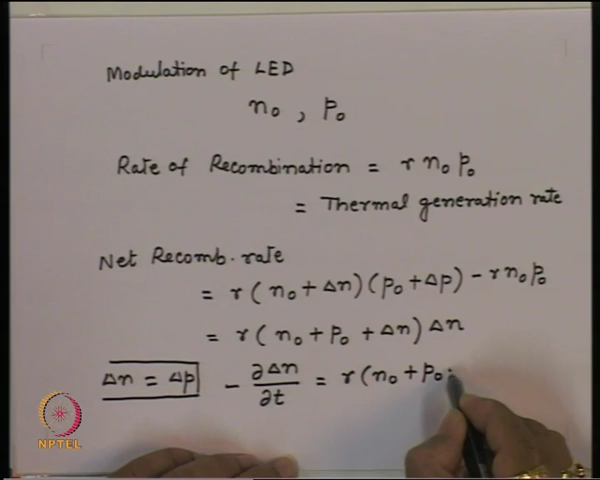 Modulation of LED
n₀ , p₀
Rate of Recombination = r n₀ p₀
= Thermal generation rate
Net Recomb. rate
= r ( n₀ + Δn ) ( p₀ + Δp ) - r n₀ p₀
= r ( n₀ + p₀ + Δn ) Δn
Δn = Δp - ∂Δn/∂t = r ( n₀ + p₀
NPTEL